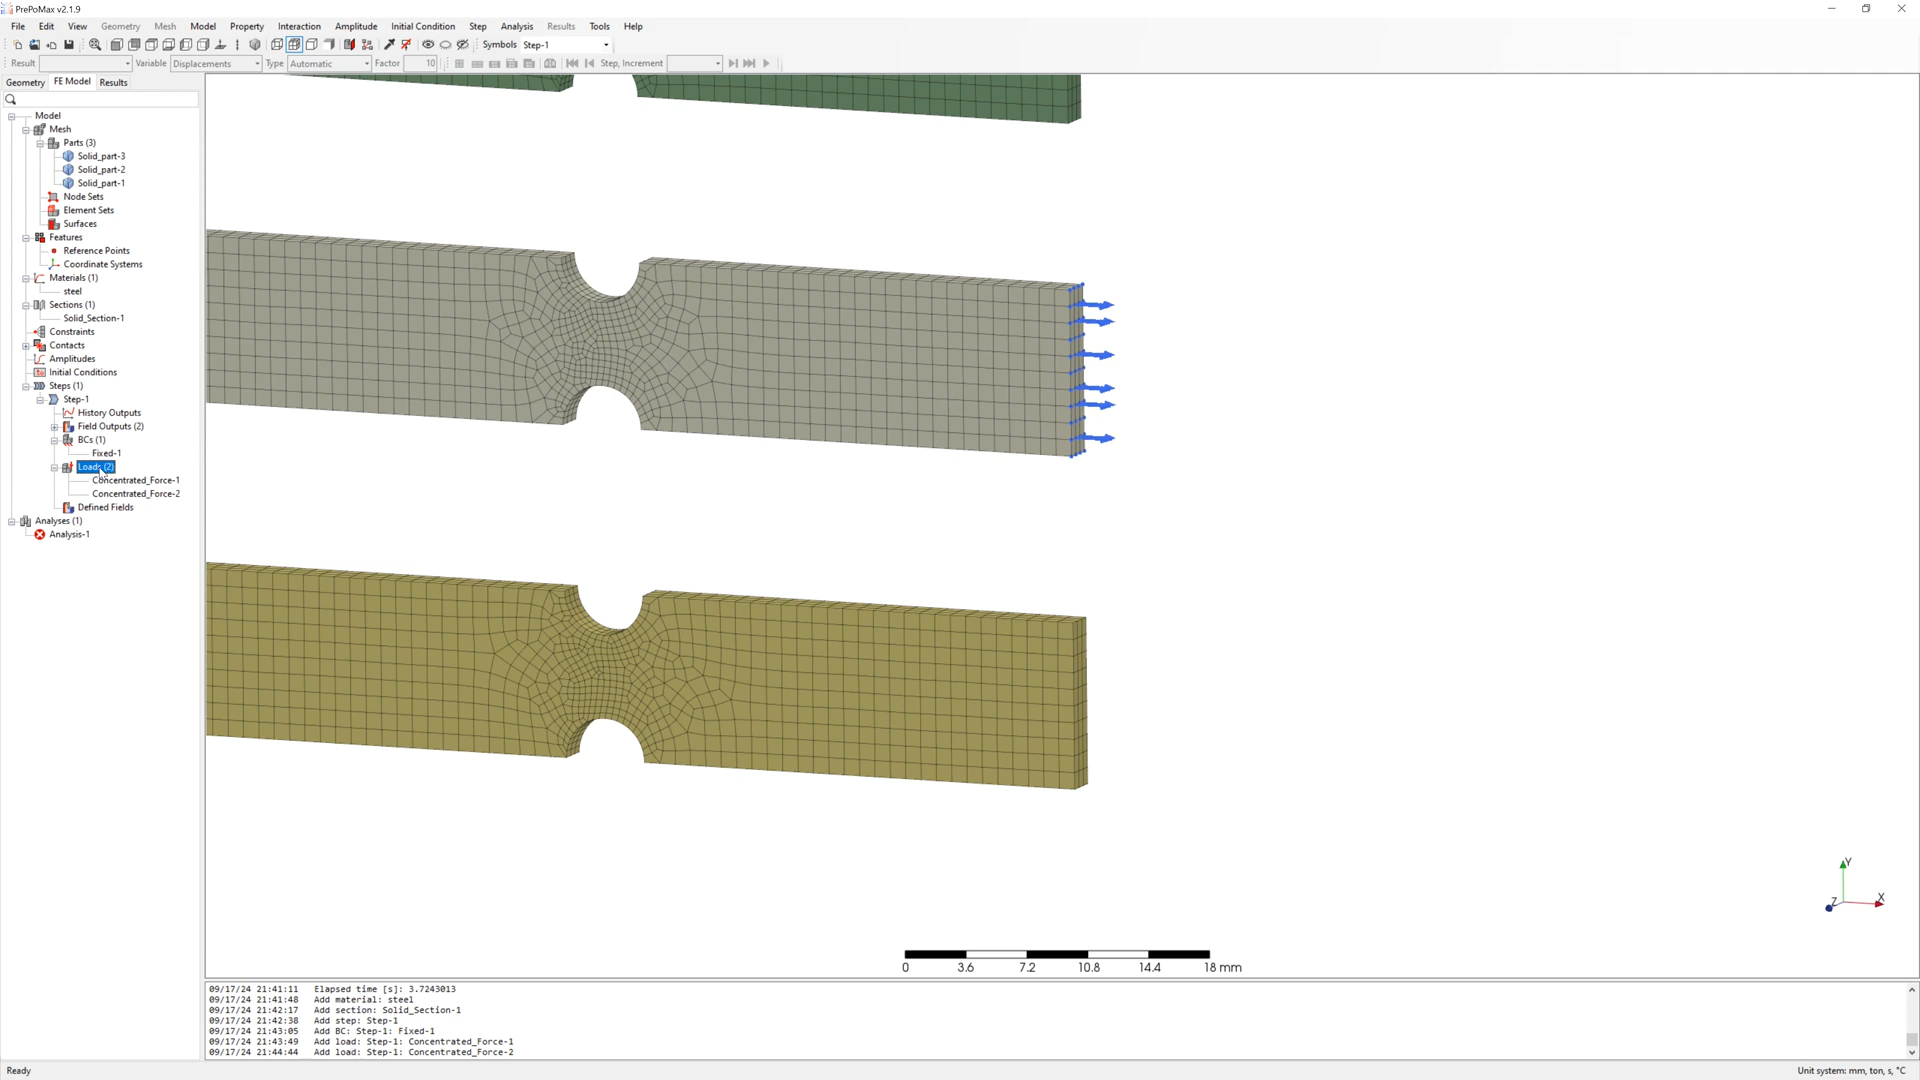 PrePoMax v2.1.9
File Edit View Geometry Mesh Model Property Interaction Amplitude Initial Condition Step Analysis Results Tools Help
Symbols Step-1
Result Variable Displacements Type Automatic Factor 10 Step, Increment
Geometry FE Model Results
Model
Mesh
Parts (3)
Solid_part-3
Solid_part-2
Solid_part-1
Node Sets
Element Sets
Surfaces
Features
Reference Points
Coordinate Systems
Materials (1)
steel
Sections (1)
Solid_Section-1
Constraints
Contacts
Amplitudes
Initial Conditions
Steps (1)
Step-1
History Outputs
Field Outputs (2)
BCs (1)
Fixed-1
Loads (2)
Concentrated_Force-1
Concentrated_Force-2
Defined Fields
Analyses (1)
Analysis-1
Y
Z X
0 3.6 7.2 10.8 14.4 18 mm
09/17/24 21:41:11 Elapsed time [s]: 3.7243013
09/17/24 21:41:48 Add material: steel
09/17/24 21:42:17 Add section: Solid_Section-1
09/17/24 21:42:38 Add step: Step-1
09/17/24 21:43:05 Add BC: Step-1: Fixed-1
09/17/24 21:43:49 Add load: Step-1: Concentrated_Force-1
09/17/24 21:44:44 Add load: Step-1: Concentrated_Force-2
Ready Unit system: mm, ton, s, °C